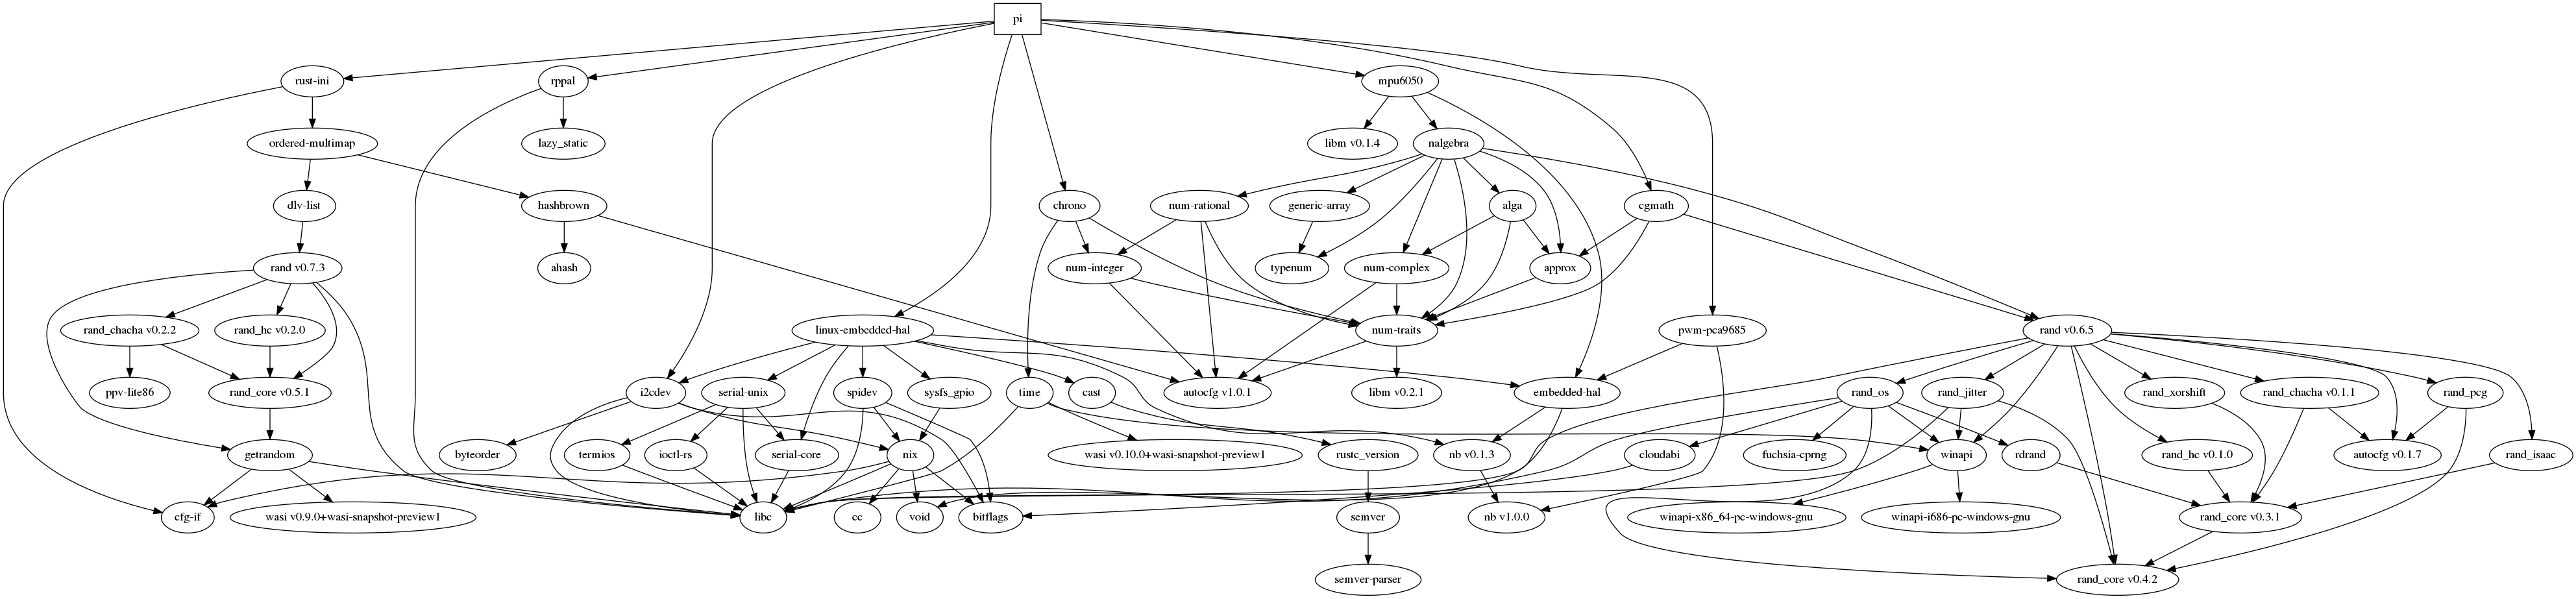 pi
rust-ini
rppal
mpu6050
ordered-multimap
lazy_static
libm v0.1.4
nalgebra
dlv-list
hashbrown
chrono
num-rational
generic-array
alga
cgmath
rand v0.7.3
ahash
num-integer
typenum
num-complex
approx
rand_chacha v0.2.2
rand_hc v0.2.0
linux-embedded-hal
num-traits
pwm-pca9685
rand v0.6.5
ppv-lite86
rand_core v0.5.1
i2cdev
serial-unix
spidev
sysfs_gpio
time
cast
autocfg v1.0.1
libm v0.2.1
embedded-hal
rand_os
rand_jitter
rand_xorshift
rand_chacha v0.1.1
rand_pcg
getrandom
byteorder
termios
ioctl-rs
serial-core
nix
wasi v0.10.0+wasi-snapshot-preview1
rustc_version
nb v0.1.3
cloudabi
fuchsia-cprng
winapi
rdrand
rand_hc v0.1.0
autocfg v0.1.7
rand_isaac
cfg-if
wasi v0.9.0+wasi-snapshot-preview1
libc
cc
void
bitflags
semver
nb v1.0.0
winapi-x86_64-pc-windows-gnu
winapi-i686-pc-windows-gnu
rand_core v0.3.1
semver-parser
rand_core v0.4.2